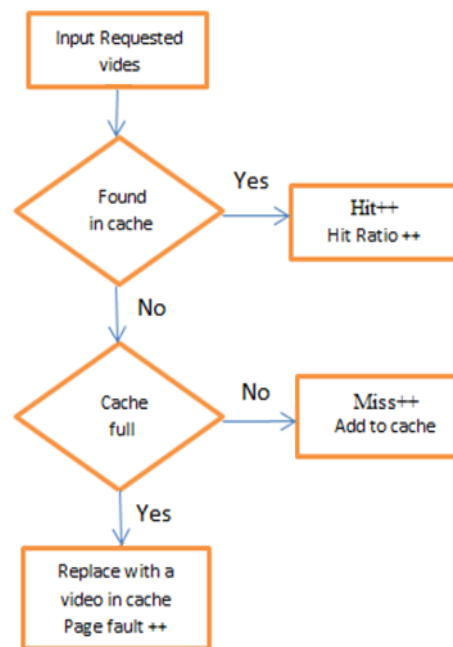 Input Requested
vides
Found
in cache
Yes
Hit++
Hit Ratio ++
No
Cache
full
No
Miss++
Add to cache
Yes
Replace with a
video in cache
Page fault ++